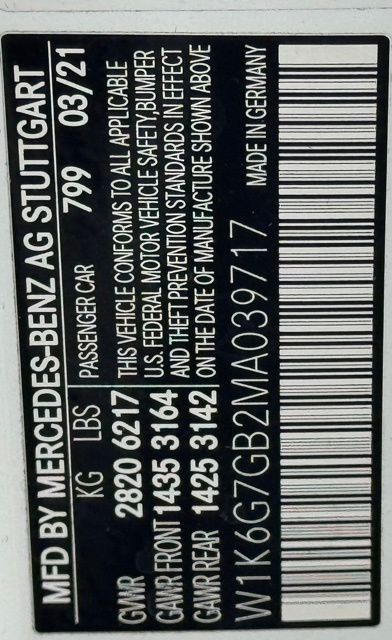 MFD BY MERCEDES-BENZ AG STUTTGART
KG LBS PASSENGER CAR 799 03/21
GVWR 2820 6217
GAWR FRONT 1435 3164
GAWR REAR 1425 3142
THIS VEHICLE CONFORMS TO ALL APPLICABLE
U.S. FEDERAL MOTOR VEHICLE SAFETY,BUMPER
AND THEFT PREVENTION STANDARDS IN EFFECT
ON THE DATE OF MANUFACTURE SHOWN ABOVE
W1K6G7GB2MA039717 MADE IN GERMANY